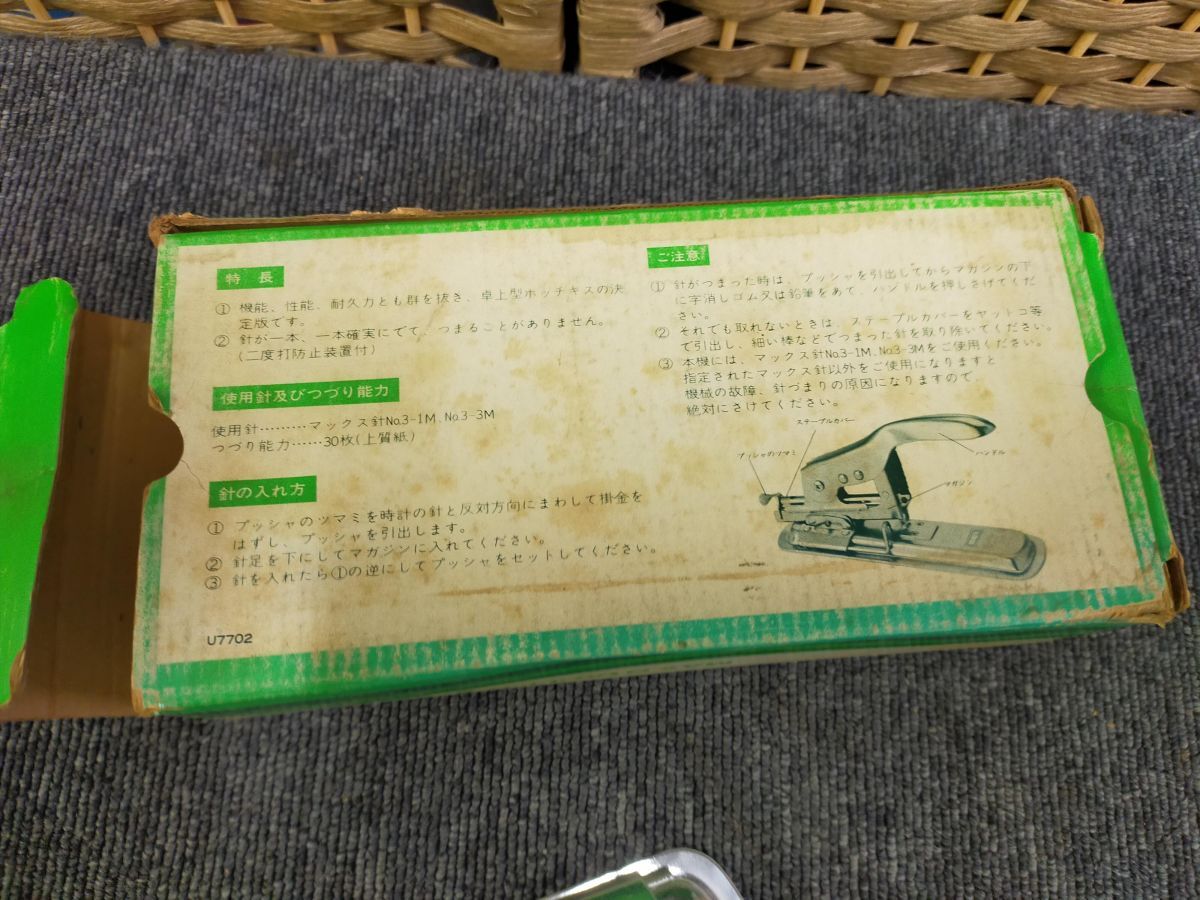 特長
① 機能、性能、耐久力とも群を抜き、卓上型ホッチキスの決
定版です。
② 針が一本、一本確実にでて、つまることがありません。
(二度打防止装置付)
使用針及びつづり能力
使用針………マックス針No.3-1M、No.3-3M
つづり能力……30枚(上質紙)
針の入れ方
① プッシャのツマミを時計の針と反対方向にまわして掛金を
はずし、プッシャを引出します。
② 針足を下にしてマガジンに入れてください。
③ 針を入れたら①の逆にしてプッシャをセットしてください。
U7702
ご注意
① 針がつまった時は、プッシャを引出してからマガジンの下
に字消しゴム又は鉛筆をあて、ハンドルを押しさげてくだ
さい。
② それでも取れないときは、ステープルカバーをヤットコ等
で引出し、細い棒などでつまった針を取り除いてください。
③ 本機には、マックス針No.3-1M、No.3-3Mをご使用ください。
指定されたマックス針以外をご使用になりますと
機械の故障、針づまりの原因になりますので
絶対にさけてください。
ステープルカバー
プッシャのツマミ
ハンドル
マガジン